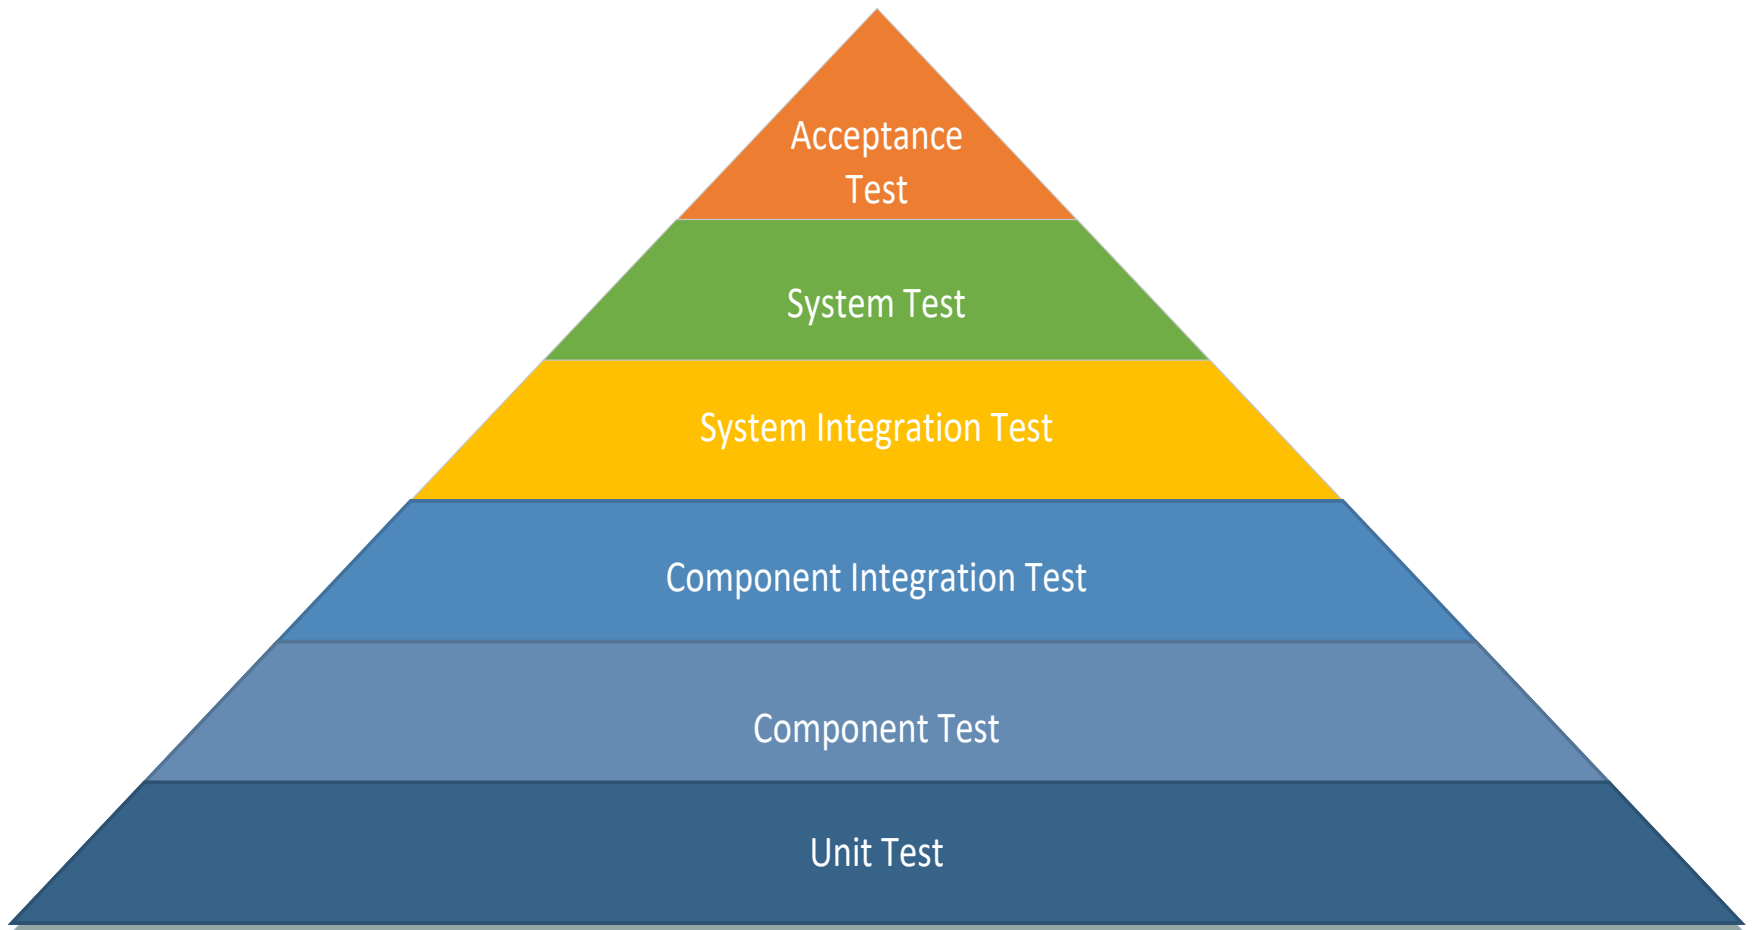 Acceptance
Test
System Test
System Integration Test
Component Integration Test
Component Test
Unit Test